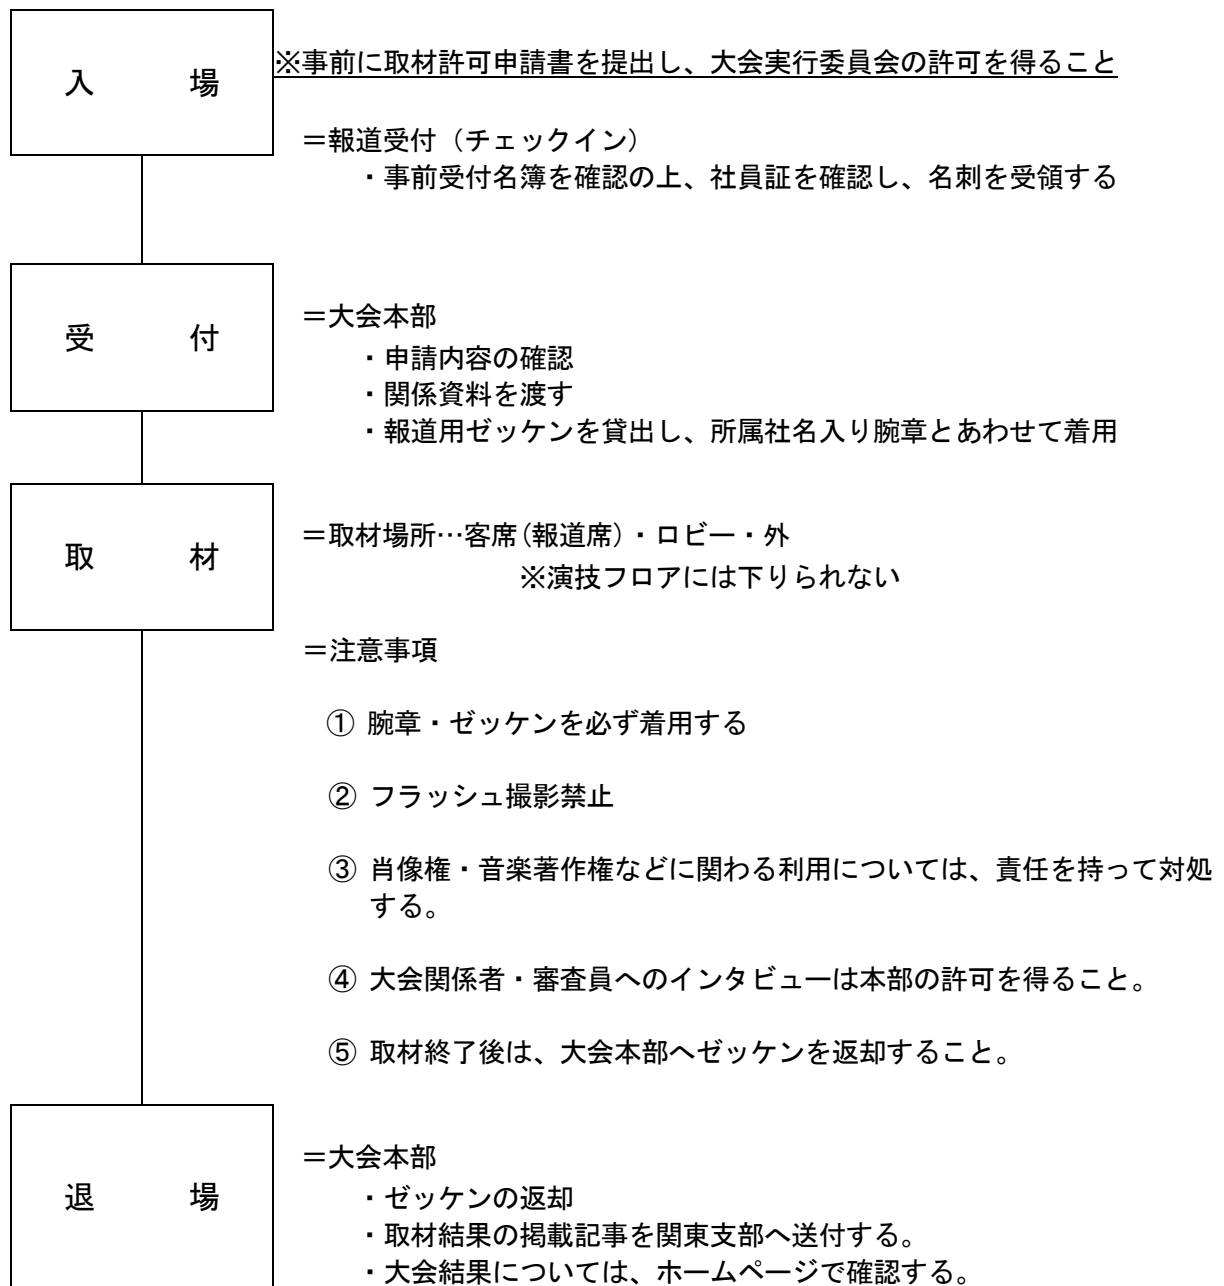 入　場
※事前に取材許可申請書を提出し、大会実行委員会の許可を得ること
＝報道受付（チェックイン）
・事前受付名簿を確認の上、社員証を確認し、名刺を受領する
受　付
＝大会本部
・申請内容の確認
・関係資料を渡す
・報道用ゼッケンを貸出し、所属社名入り腕章とあわせて着用
取　材
＝取材場所…客席(報道席)・ロビー・外
※演技フロアには下りられない
＝注意事項
① 腕章・ゼッケンを必ず着用する
② フラッシュ撮影禁止
③ 肖像権・音楽著作権などに関わる利用については、責任を持って対処
する。
④ 大会関係者・審査員へのインタビューは本部の許可を得ること。
⑤ 取材終了後は、大会本部へゼッケンを返却すること。
退　場
＝大会本部
・ゼッケンの返却
・取材結果の掲載記事を関東支部へ送付する。
・大会結果については、ホームページで確認する。